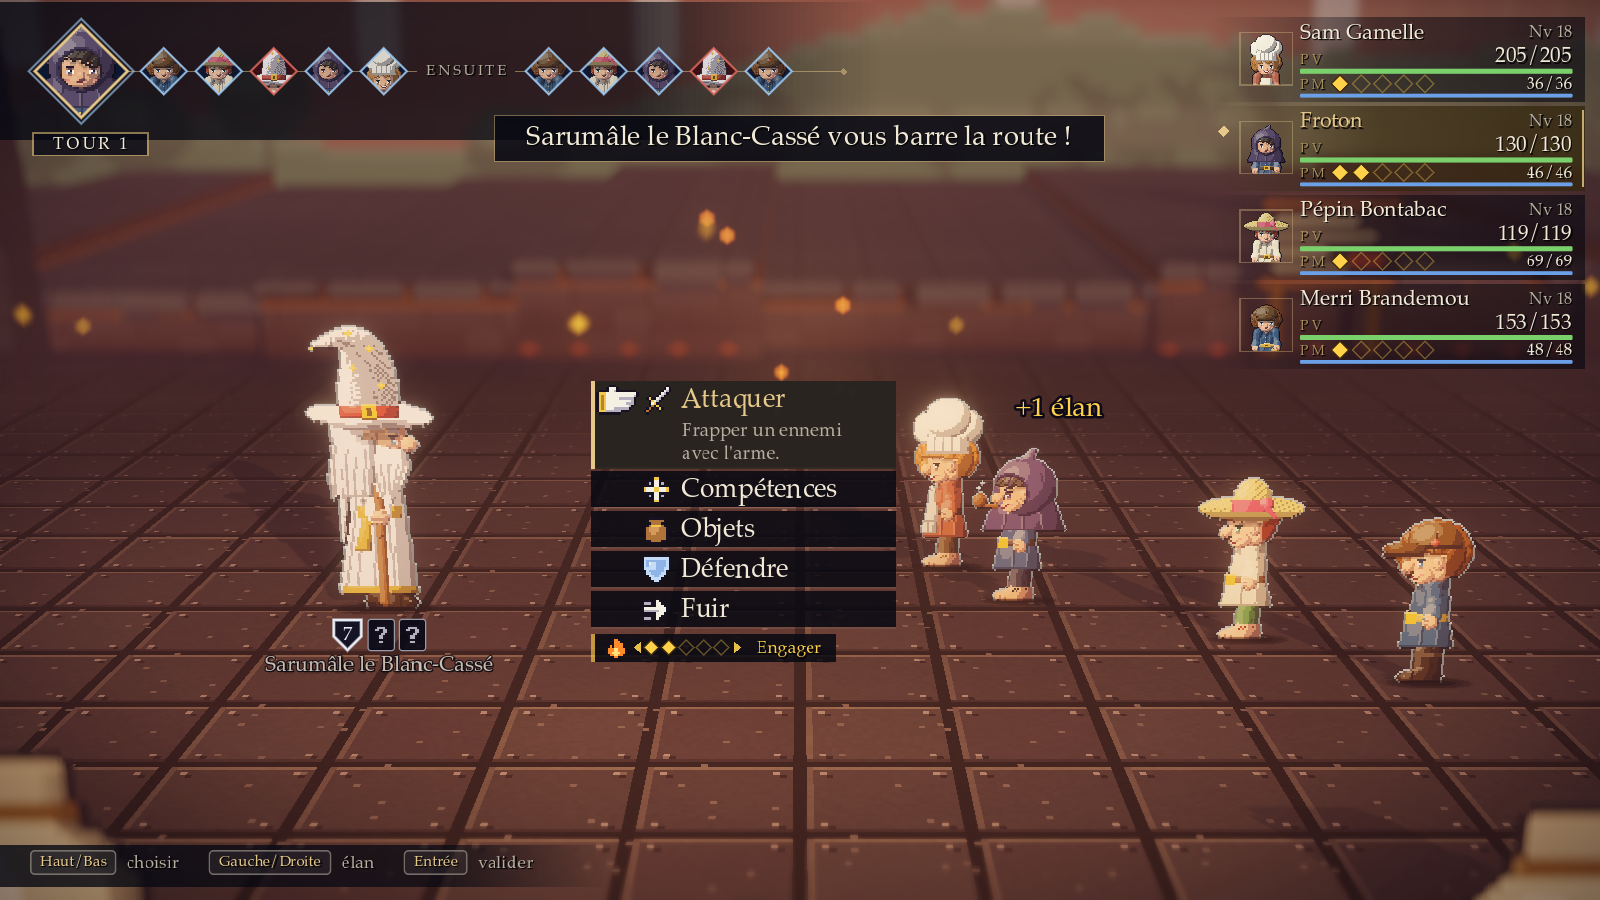 ENSUITE
TOUR 1
Sarumâle le Blanc-Cassé vous barre la route !
Sam Gamelle Nv 18
PV 205/205
PM 36/36
Froton Nv 18
PV 130/130
PM 46/46
Pépin Bontabac Nv 18
PV 119/119
PM 69/69
Merri Brandemou Nv 18
PV 153/153
PM 48/48
+1 élan
Attaquer
Frapper un ennemi
avec l'arme.
Compétences
Objets
Défendre
Fuir
Engager
7 ? ?
Sarumâle le Blanc-Cassé
Haut/Bas choisir Gauche/Droite élan Entrée valider